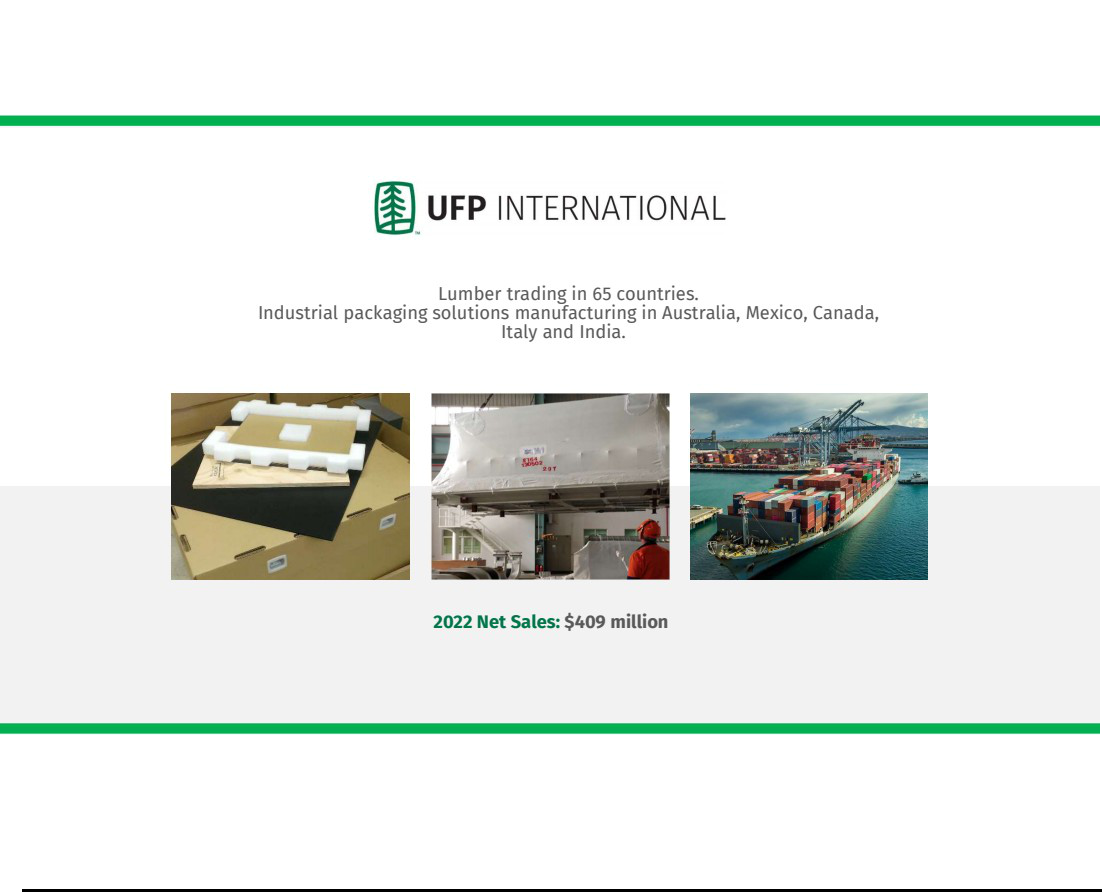 UFP INTERNATIONAL
Lumber trading in 65 countries.
Industrial packaging solutions manufacturing in Australia, Mexico, Canada,
Italy and India.
2022 Net Sales: $409 million